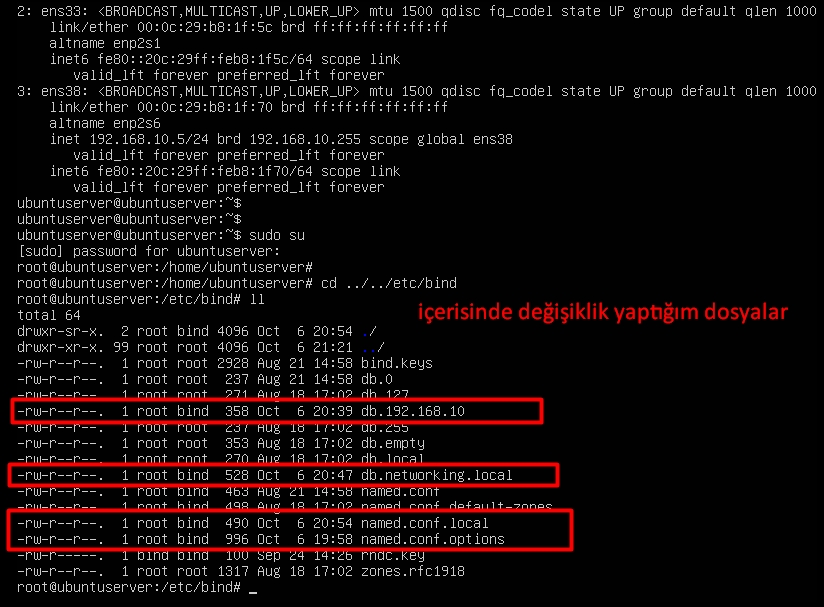 2: ens33: <BROADCAST,MULTICAST,UP,LOWER_UP> mtu 1500 qdisc fq_codel state UP group default qlen 1000
link/ether 00:0c:29:b8:1f:5c brd ff:ff:ff:ff:ff:ff
altname enp2s1
inet6 fe80::20c:29ff:feb8:1f5c/64 scope link
valid_lft forever preferred_lft forever
3: ens38: <BROADCAST,MULTICAST,UP,LOWER_UP> mtu 1500 qdisc fq_codel state UP group default qlen 1000
link/ether 00:0c:29:b8:1f:70 brd ff:ff:ff:ff:ff:ff
altname enp2s6
inet 192.168.10.5/24 brd 192.168.10.255 scope global ens38
valid_lft forever preferred_lft forever
inet6 fe80::20c:29ff:feb8:1f70/64 scope link
valid_lft forever preferred_lft forever
ubuntuserver@ubuntuserver:~$
ubuntuserver@ubuntuserver:~$
ubuntuserver@ubuntuserver:~$ sudo su
[sudo] password for ubuntuserver:
root@ubuntuserver:/home/ubuntuserver#
root@ubuntuserver:/home/ubuntuserver# cd ../../etc/bind
root@ubuntuserver:/etc/bind# ll
total 64
içerisinde değişiklik yaptığım dosyalar
drwxr-sr-x. 2 root bind 4096 Oct 6 20:54 ./
drwxr-xr-x. 99 root root 4096 Oct 6 21:21 ../
-rw-r--r--. 1 root root 2928 Aug 21 14:58 bind.keys
-rw-r--r--. 1 root root 237 Aug 21 14:58 db.0
-rw-r--r--. 1 root root 271 Aug 18 17:02 db.127
-rw-r--r--. 1 root bind 358 Oct 6 20:39 db.192.168.10
-rw-r--r--. 1 root root 237 Aug 18 17:02 db.255
-rw-r--r--. 1 root root 353 Aug 18 17:02 db.empty
-rw-r--r--. 1 root root 270 Aug 18 17:02 db.local
-rw-r--r--. 1 root bind 528 Oct 6 20:47 db.networking.local
-rw-r--r--. 1 root bind 463 Aug 21 14:58 named.conf
-rw-r--r--. 1 root bind 498 Aug 18 17:02 named.conf.default-zones
-rw-r--r--. 1 root bind 490 Oct 6 20:54 named.conf.local
-rw-r--r--. 1 root bind 996 Oct 6 19:58 named.conf.options
-rw-r-----. 1 bind bind 100 Sep 24 14:26 rndc.key
-rw-r--r--. 1 root root 1317 Aug 18 17:02 zones.rfc1918
root@ubuntuserver:/etc/bind# _